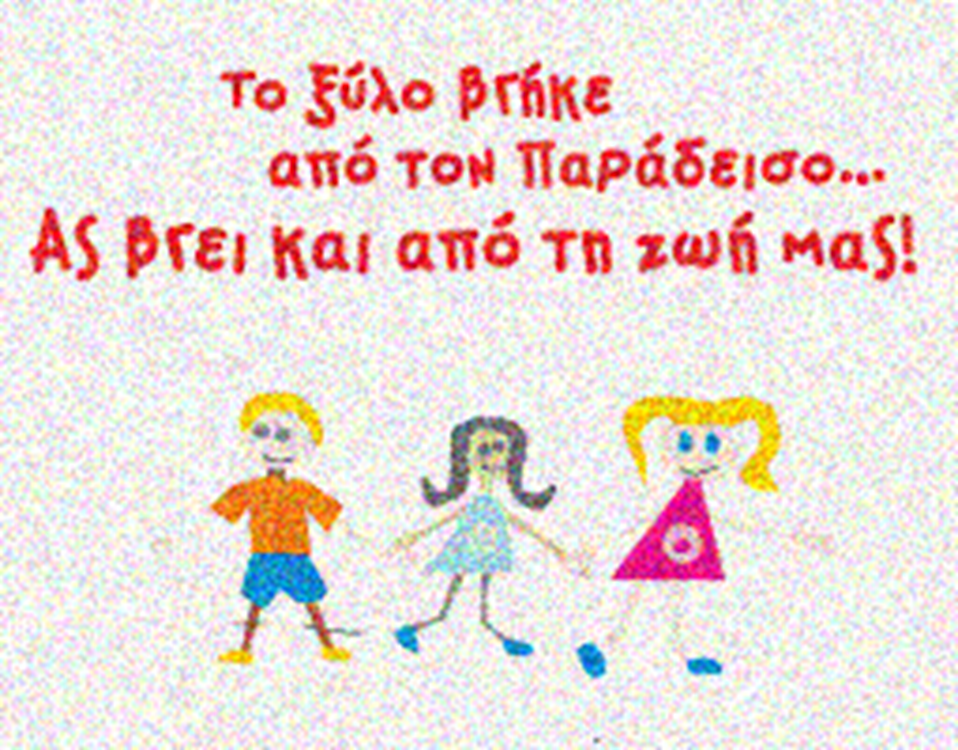 Το ξύλο βγήκε
από τον Παράδεισο...
Ας βγει και από τη ζωή μας!